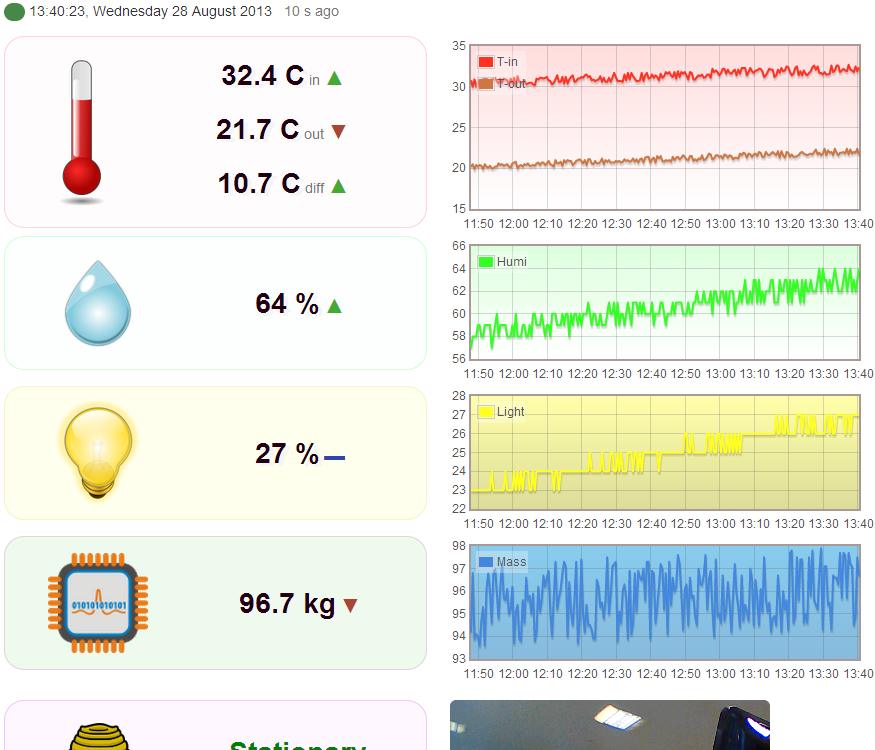 13:40:23, Wednesday 28 August 2013 10 s ago
32.4 C in ▲
21.7 C out ▼
10.7 C diff ▲
35
30
25
20
15
T-in
T-out
11:50 12:00 12:10 12:20 12:30 12:40 12:50 13:00 13:10 13:20 13:30 13:40
64 % ▲
66
64
62
60
58
56
Humi
11:50 12:00 12:10 12:20 12:30 12:40 12:50 13:00 13:10 13:20 13:30 13:40
27 %
28
27
26
25
24
23
22
Light
11:50 12:00 12:10 12:20 12:30 12:40 12:50 13:00 13:10 13:20 13:30 13:40
010101010101
96.7 kg ▼
98
97
96
95
94
93
Mass
11:50 12:00 12:10 12:20 12:30 12:40 12:50 13:00 13:10 13:20 13:30 13:40
Stationary